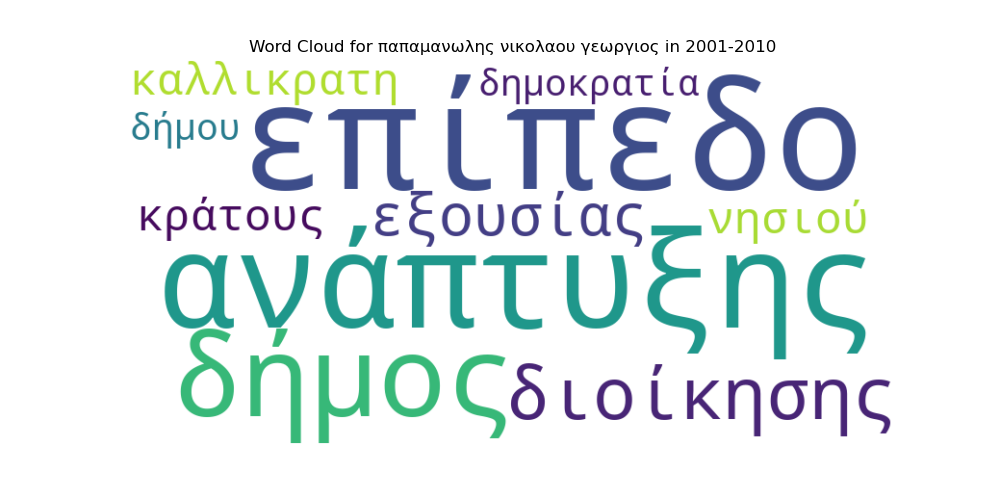 Word Cloud for παπαμανωλης νικολαου γεωργιος in 2001-2010
καλλικρατη
δημοκρατία
δήμου
επίπεδο
κράτους
εξουσίας
νησιού
ανάπτυξης
δήμος
διοίκησης